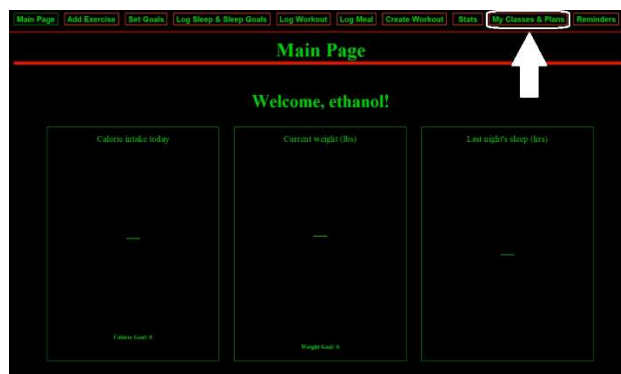 Main Page Add Exercise Set Goals Log Sleep & Sleep Goals Log Workout Log Meal Create Workout Stats My Classes & Plans Reminders
Main Page
Welcome, ethanol!
Calorie intake today Current weight (lbs) Last night's sleep (hrs)
Calorie Goal: 0
Weight Goal: 0